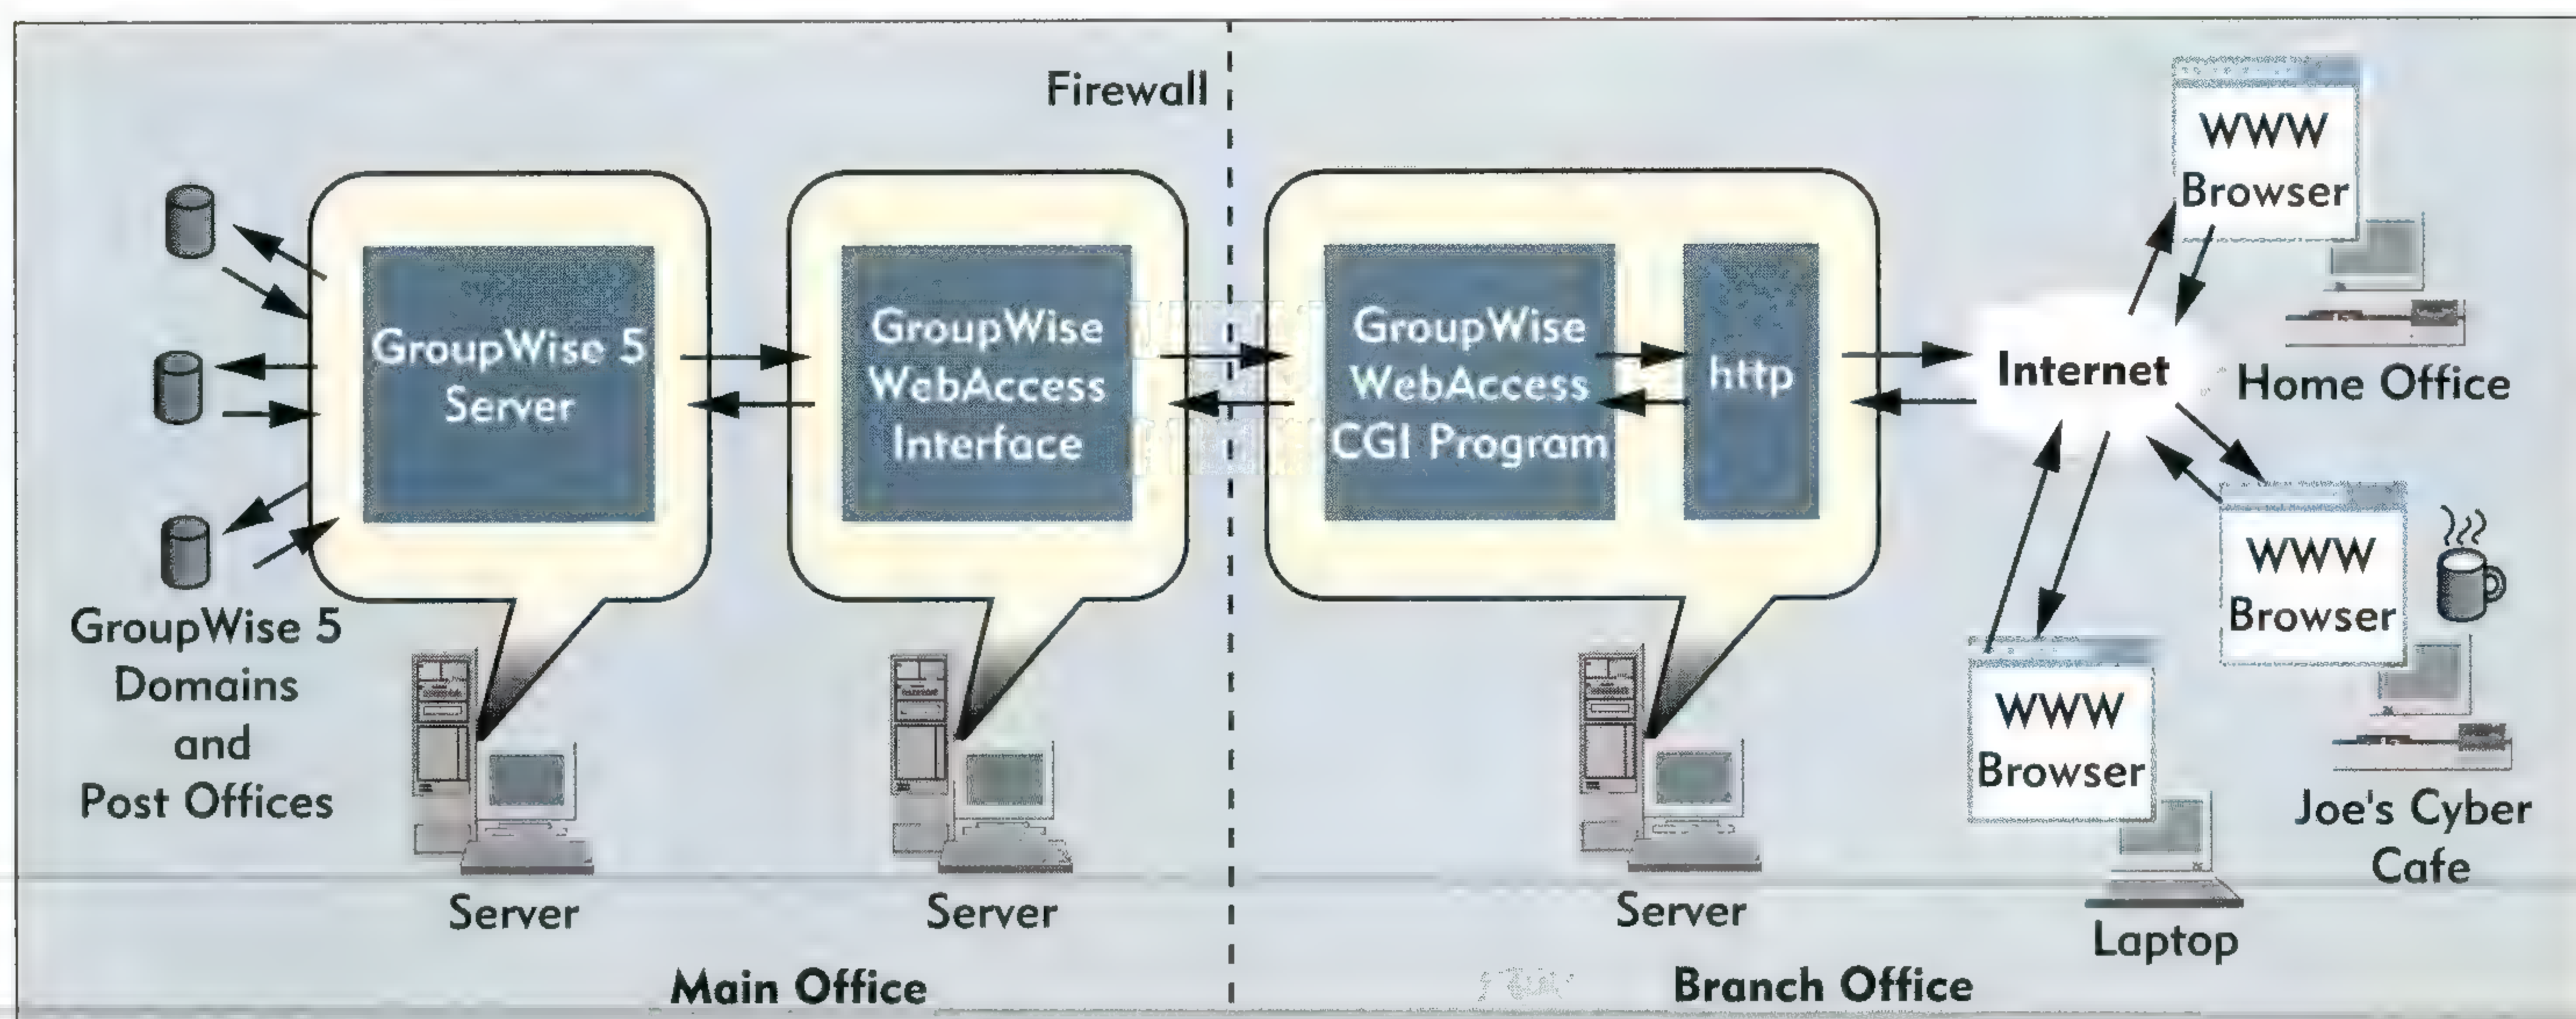 Firewall
GroupWise 5
Domains
and
Post Offices
GroupWise 5
Server
GroupWise
WebAccess
Interface
GroupWise
WebAccess
CGI Program
http
Internet
WWW
Browser
Home Office
WWW
Browser
Joe's Cyber
Cafe
WWW
Browser
Laptop
Server
Server
Server
Main Office
Branch Office